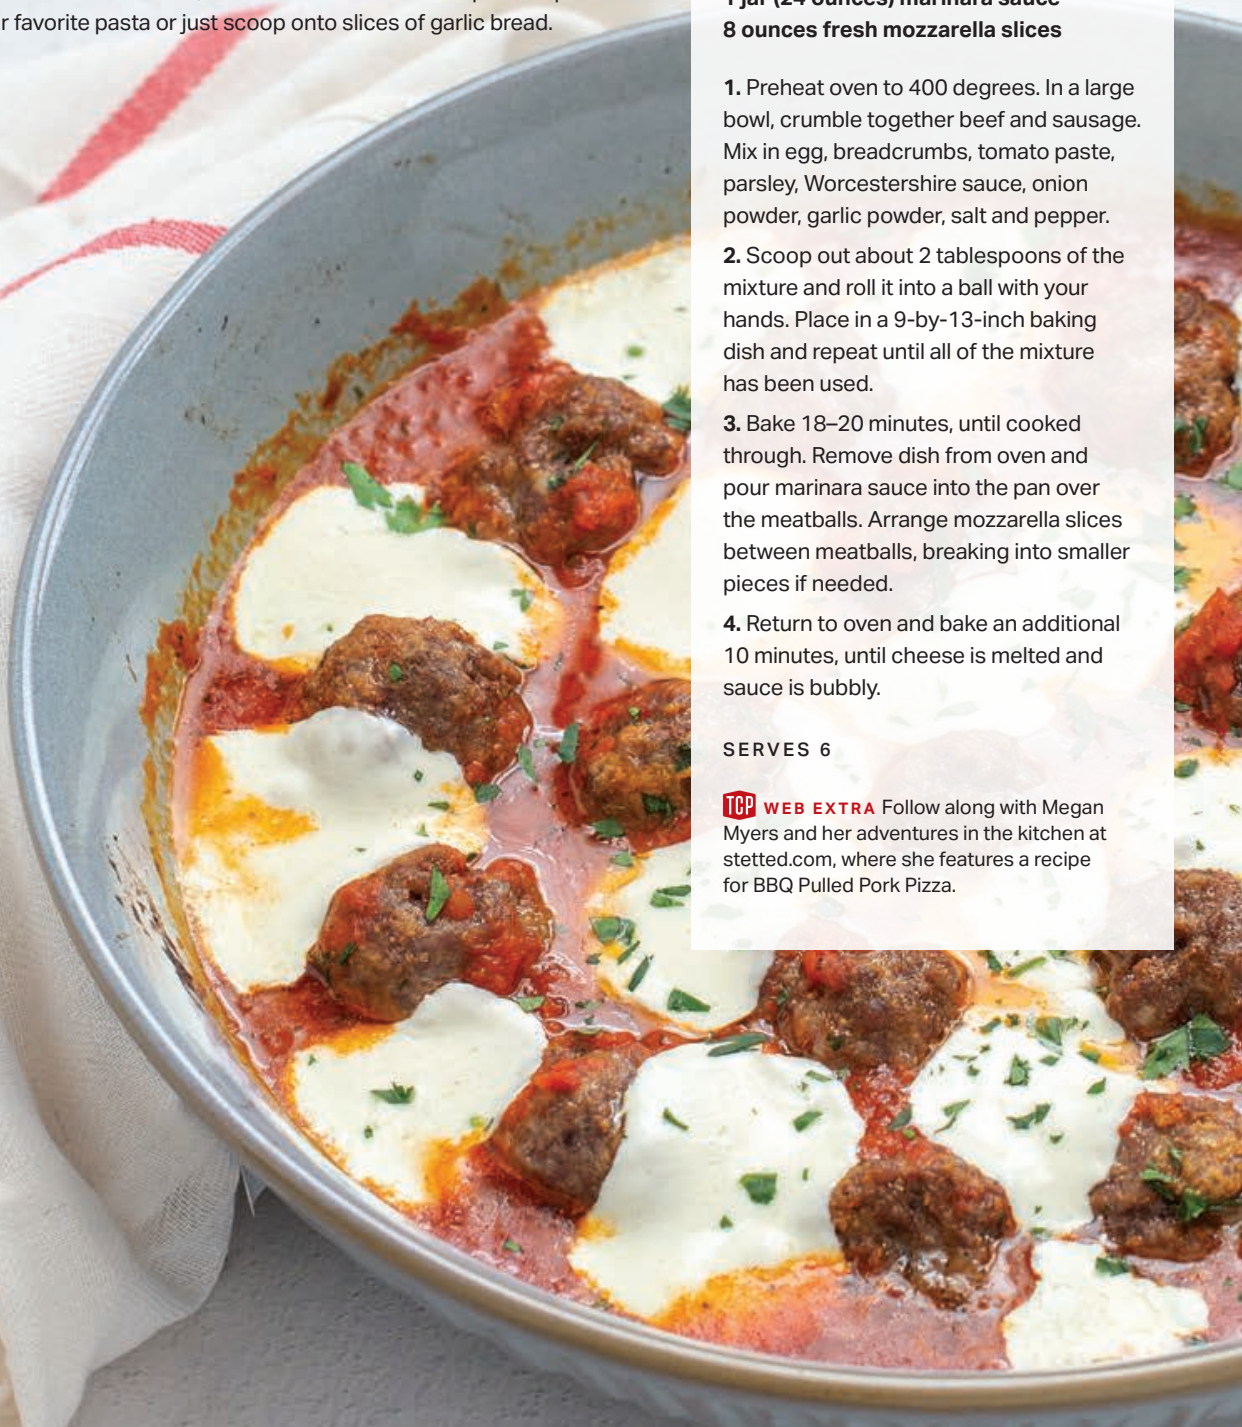 r favorite pasta or just scoop onto slices of garlic bread.
1 jar (24 ounces) marinara sauce
8 ounces fresh mozzarella slices
1. Preheat oven to 400 degrees. In a large
bowl, crumble together beef and sausage.
Mix in egg, breadcrumbs, tomato paste,
parsley, Worcestershire sauce, onion
powder, garlic powder, salt and pepper.
2. Scoop out about 2 tablespoons of the
mixture and roll it into a ball with your
hands. Place in a 9-by-13-inch baking
dish and repeat until all of the mixture
has been used.
3. Bake 18–20 minutes, until cooked
through. Remove dish from oven and
pour marinara sauce into the pan over
the meatballs. Arrange mozzarella slices
between meatballs, breaking into smaller
pieces if needed.
4. Return to oven and bake an additional
10 minutes, until cheese is melted and
sauce is bubbly.
SERVES 6
TCP WEB EXTRA Follow along with Megan
Myers and her adventures in the kitchen at
stetted.com, where she features a recipe
for BBQ Pulled Pork Pizza.